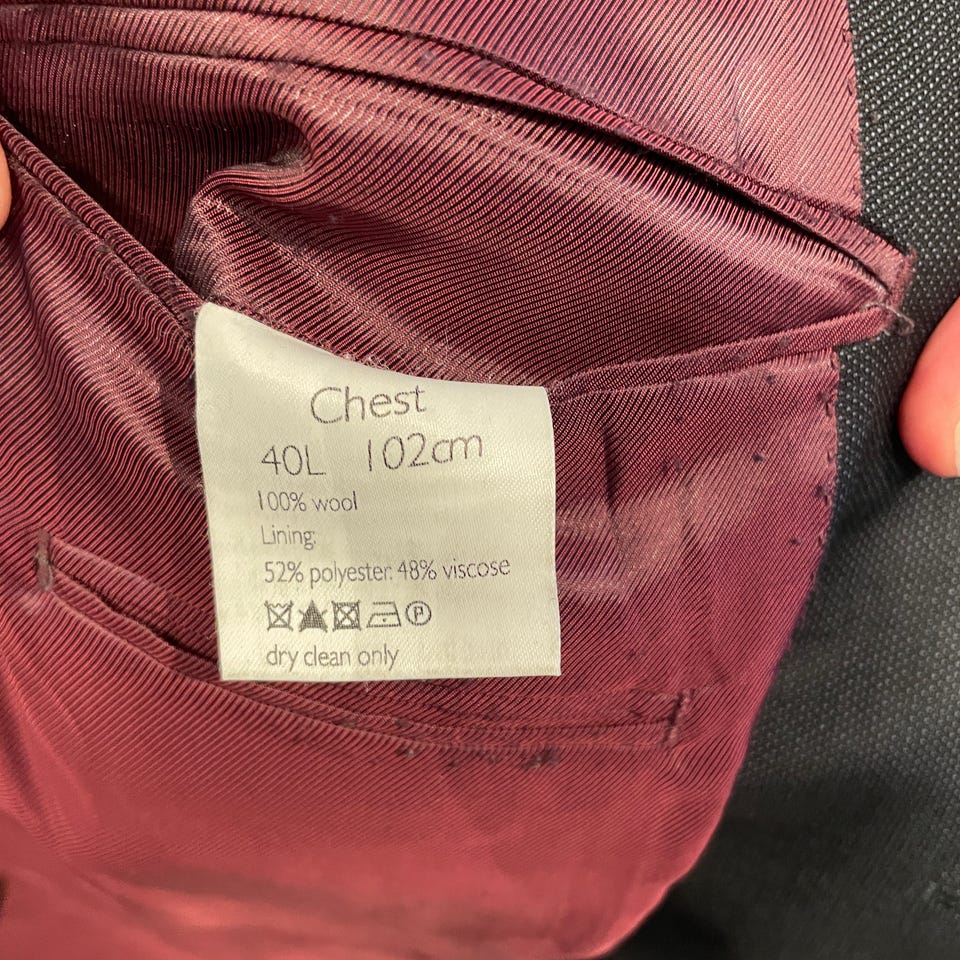 Chest
40L 102cm
100% wool
Lining:
52% polyester: 48% viscose
P
dry clean only